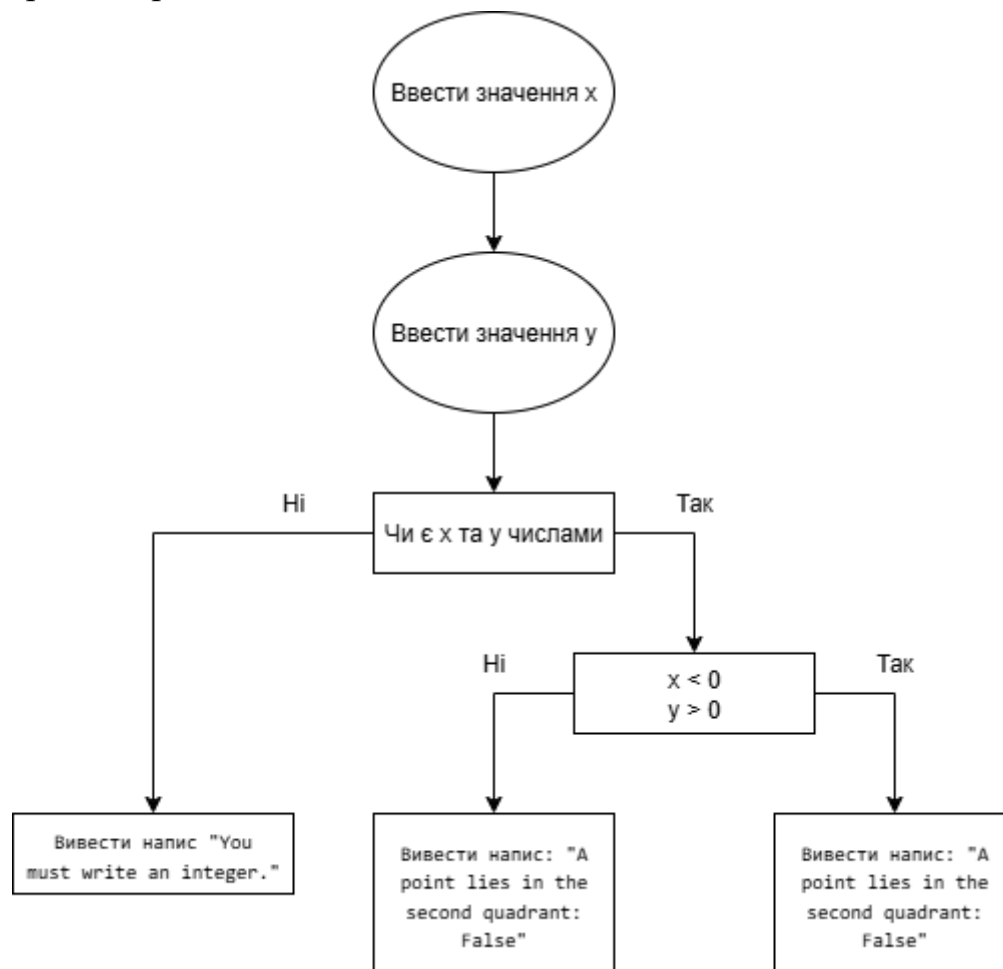 Ввести значення x
Ввести значення y
Ні
Так
Чи є x та y числами
Ні
Так
x < 0
y > 0
Вивести напис "You
must write an integer."
Вивести напис: "A
point lies in the
second quadrant:
False"
Вивести напис: "A
point lies in the
second quadrant:
False"